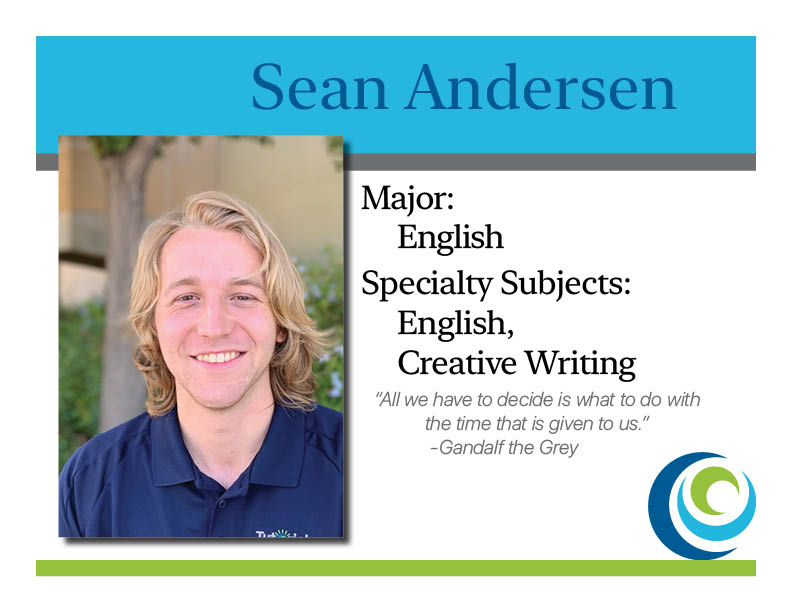 Sean Andersen
Major:
English
Specialty Subjects:
English,
Creative Writing
"All we have to decide is what to do with
the time that is given to us."
-Gandalf the Grey